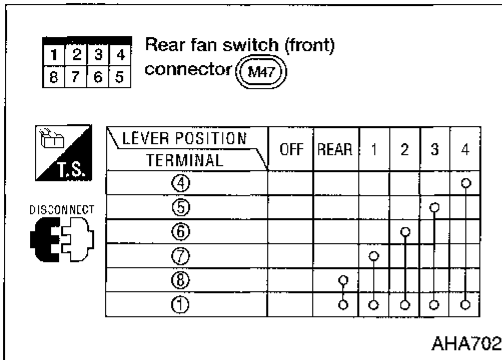 Rear fan switch (front)
connector M47
1 2 3 4
8 7 6 5
T.S.
DISCONNECT
LEVER POSITION
TERMINAL
OFF REAR 1 2 3 4
④
⑤
⑥
⑦
⑧
①
AHA702